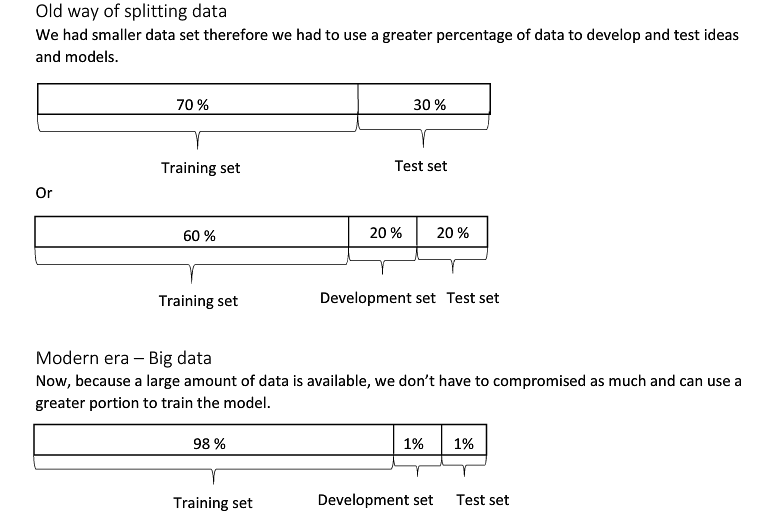 Old way of splitting data
We had smaller data set therefore we had to use a greater percentage of data to develop and test ideas
and models.
70 % 30 %
Training set Test set
Or
60 % 20 % 20 %
Training set Development set Test set
Modern era – Big data
Now, because a large amount of data is available, we don’t have to compromised as much and can use a
greater portion to train the model.
98 % 1% 1%
Training set Development set Test set